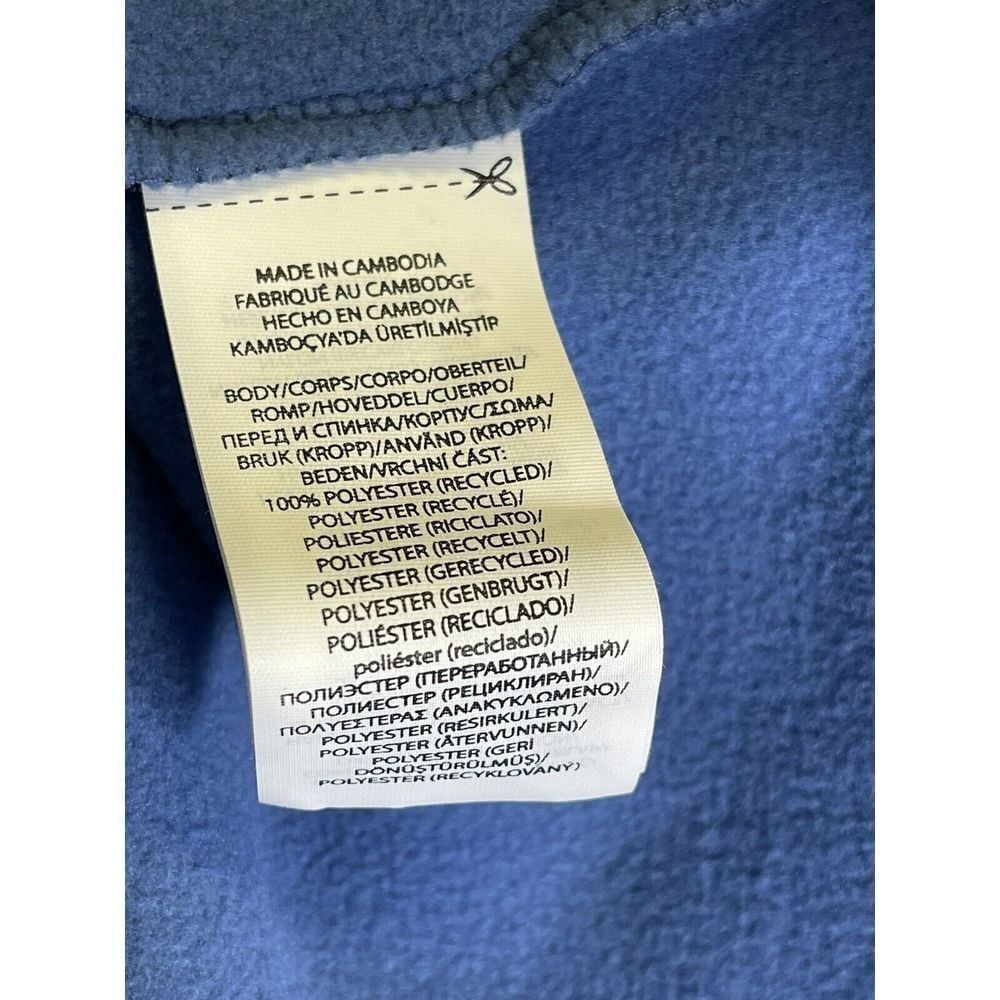 MADE IN CAMBODIA
FABRIQUÉ AU CAMBODGE
HECHO EN CAMBOYA
KAMBOÇYA'DA ÜRETİLMİŞTİR
BODY/CORPS/CORPO/OBERTEIL/
ROMP/HOVEDDEL/CUERPO/
ПЕРЕД И СПИНКА/КОРПУС/ΣΩΜΑ/
BRUK (KROPP)/ANVÄND (KROPP)/
BEDEN/VRCHNÍ ČÁST:
100% POLYESTER (RECYCLED)/
POLYESTER (RECYCLÉ)/
POLIESTERE (RICICLATO)/
POLYESTER (RECYCELT)/
POLYESTER (GERECYCLED)/
POLYESTER (GENBRUGT)/
POLIÉSTER (RECICLADO)/
poliéster (reciclado)/
ПОЛИЭСТЕР (ПЕРЕРАБОТАННЫЙ)/
ПОЛИЕСТЕР (РЕЦИКЛИРАН)/
ΠΟΛΥΕΣΤΕΡΑΣ (ΑΝΑΚΥΚΛΩΜΕΝΟ)/
POLYESTER (RESIRKULERT)/
POLYESTER (ÅTERVUNNEN)/
POLYESTER (GERİ
DÖNÜŞTÜRÜLMÜŞ)/
POLYESTER (RECYKLOVANÝ)